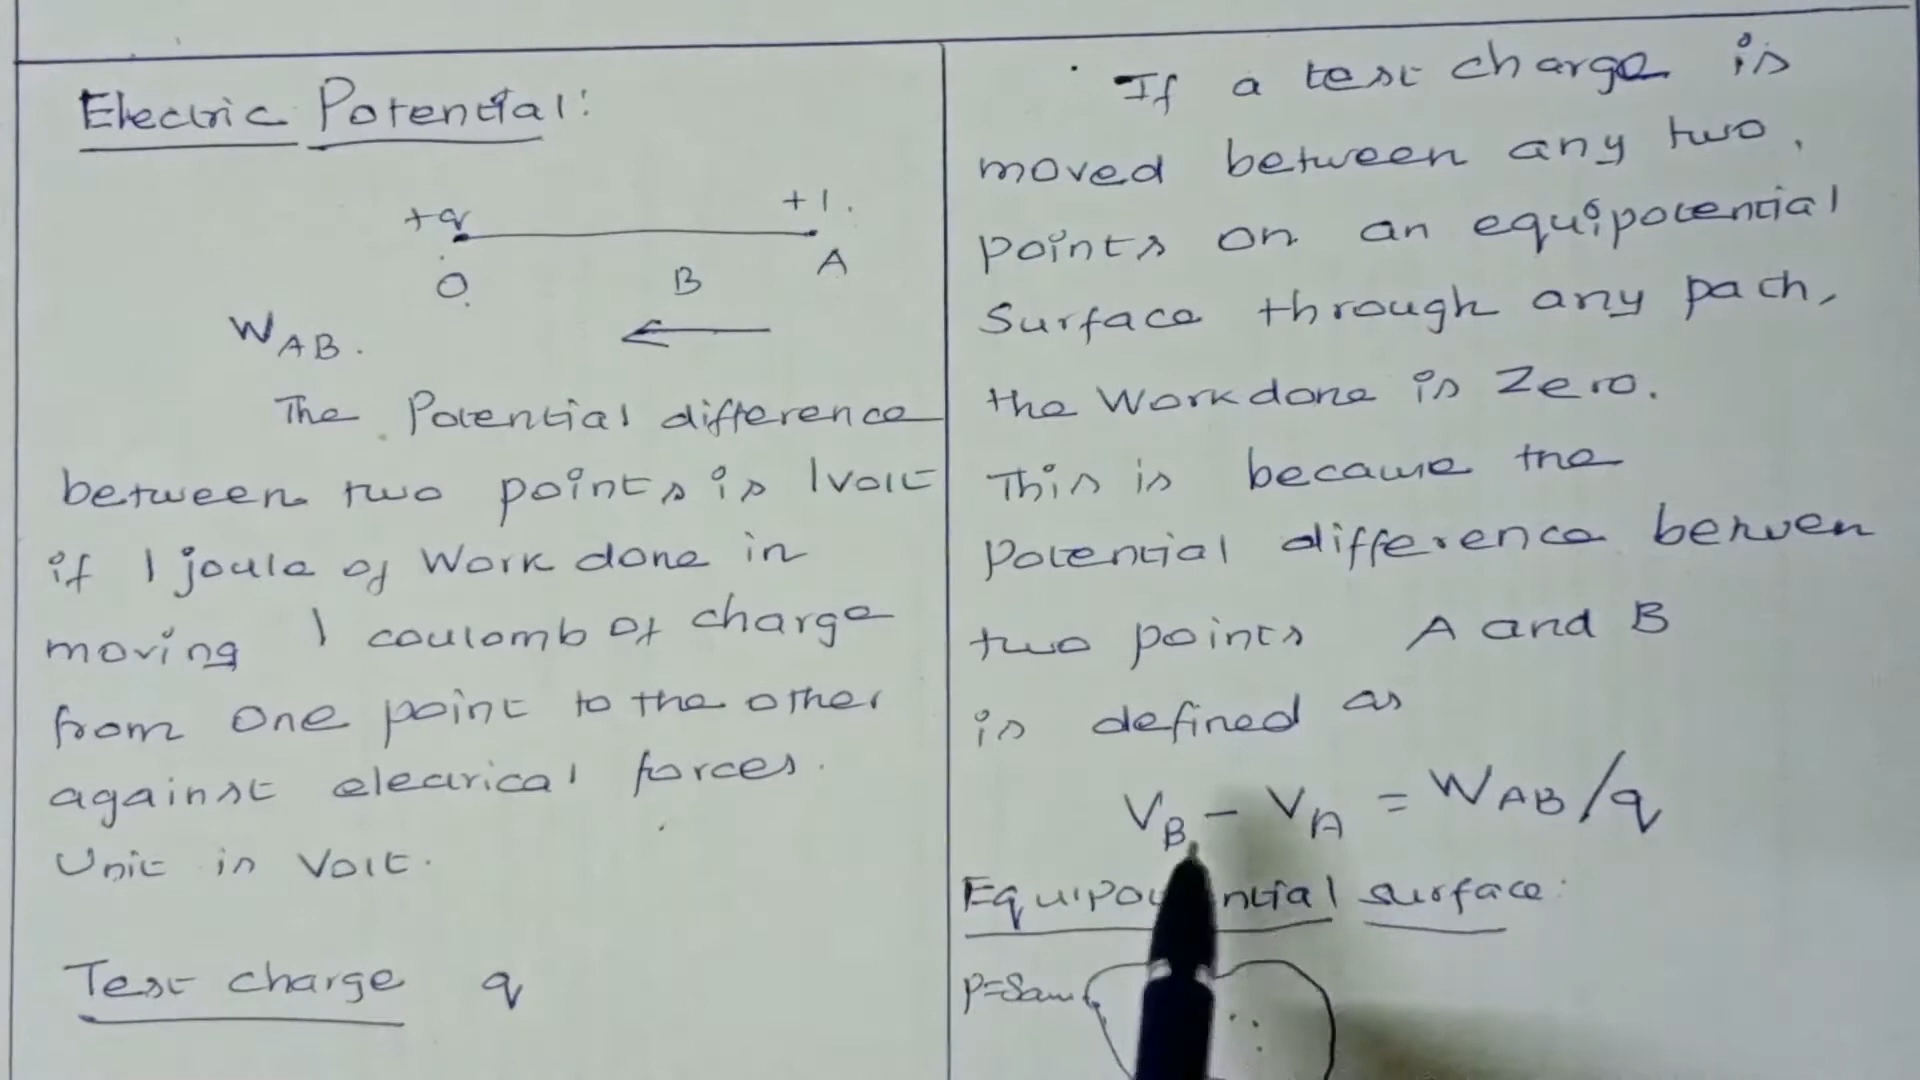 Electric Potential:
+q
+1.
O
B
A
WAB.
The Potential difference
between two points is 1 volt
if 1 joule of Work done in
moving 1 coulomb of charge
from one point to the other
against electrical forces.
Unit is Volt.
Test charge q
If a test charge is
moved between any two
points on an equipotential
Surface through any path,
the Workdone is Zero.
This is because the
Potential difference between
two points A and B
is defined as
VB - VA = WAB/q
surface:
P=Sam